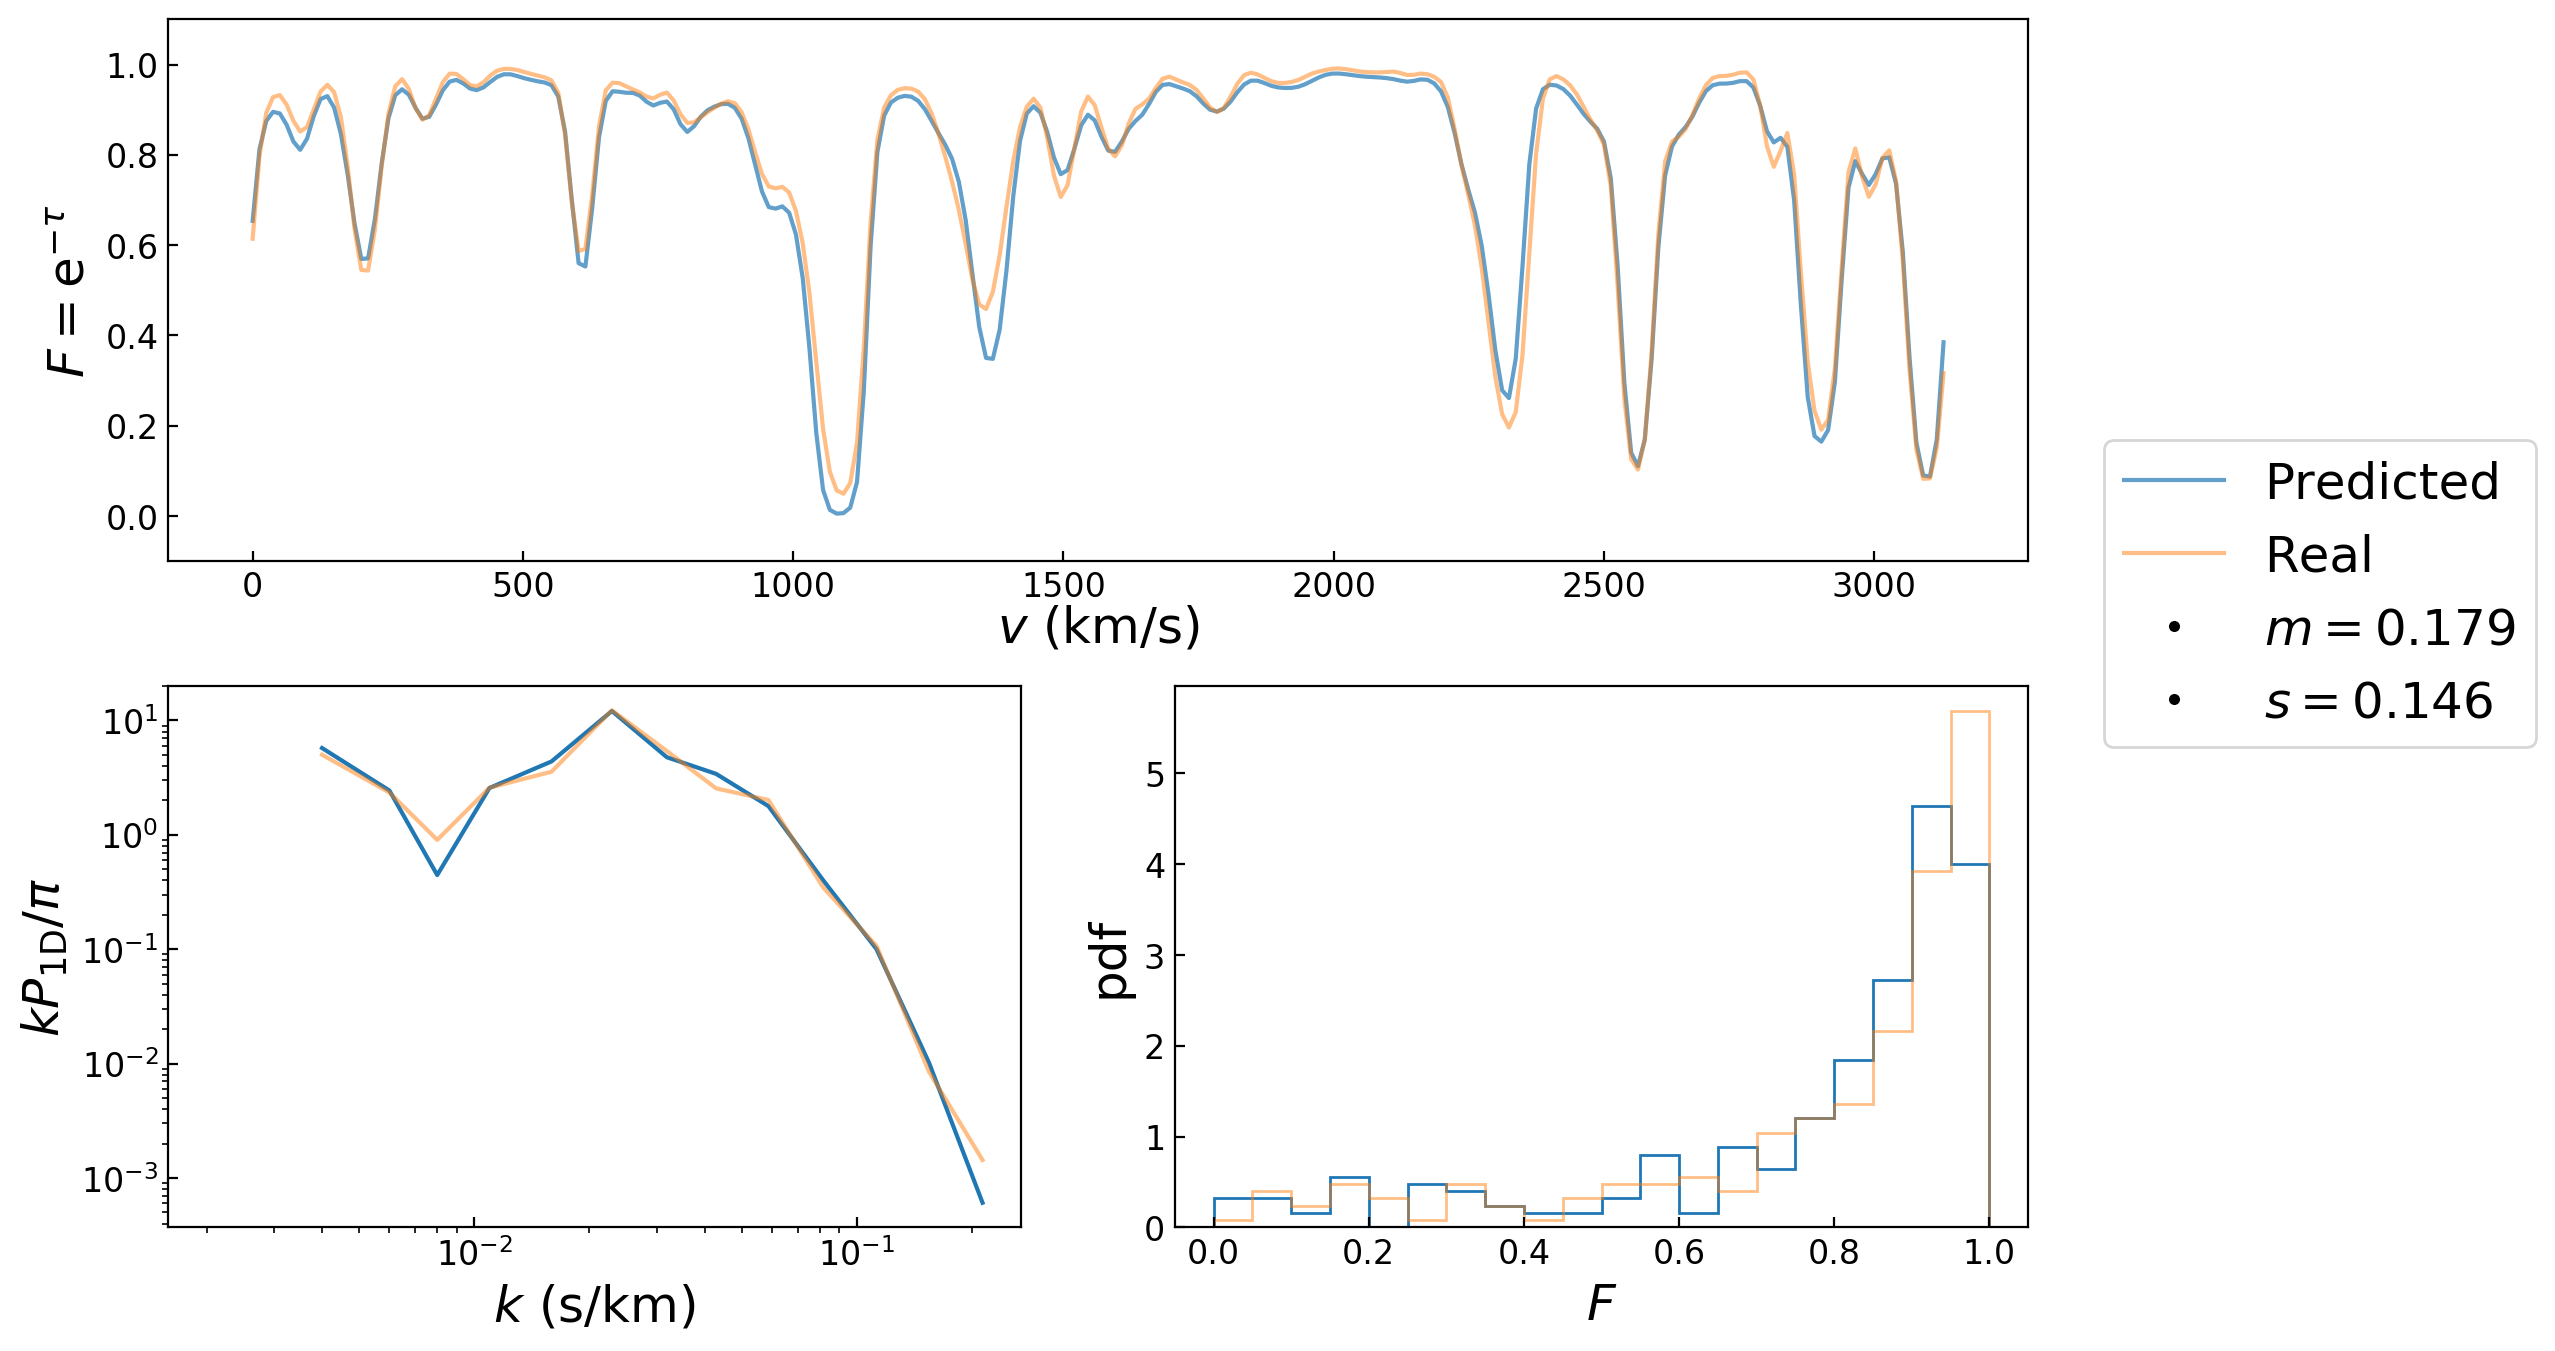 F = e^{−τ}
1.0
0.8
0.6
0.4
0.2
0.0
0 500 1000 1500 2000 2500 3000
v (km/s)
Predicted
Real
m = 0.179
s = 0.146
kP_{1D}/π
10^{1}
10^{0}
10^{−1}
10^{−2}
10^{−3}
10^{−2} 10^{−1}
k (s/km)
pdf
5
4
3
2
1
0
0.0 0.2 0.4 0.6 0.8 1.0
F